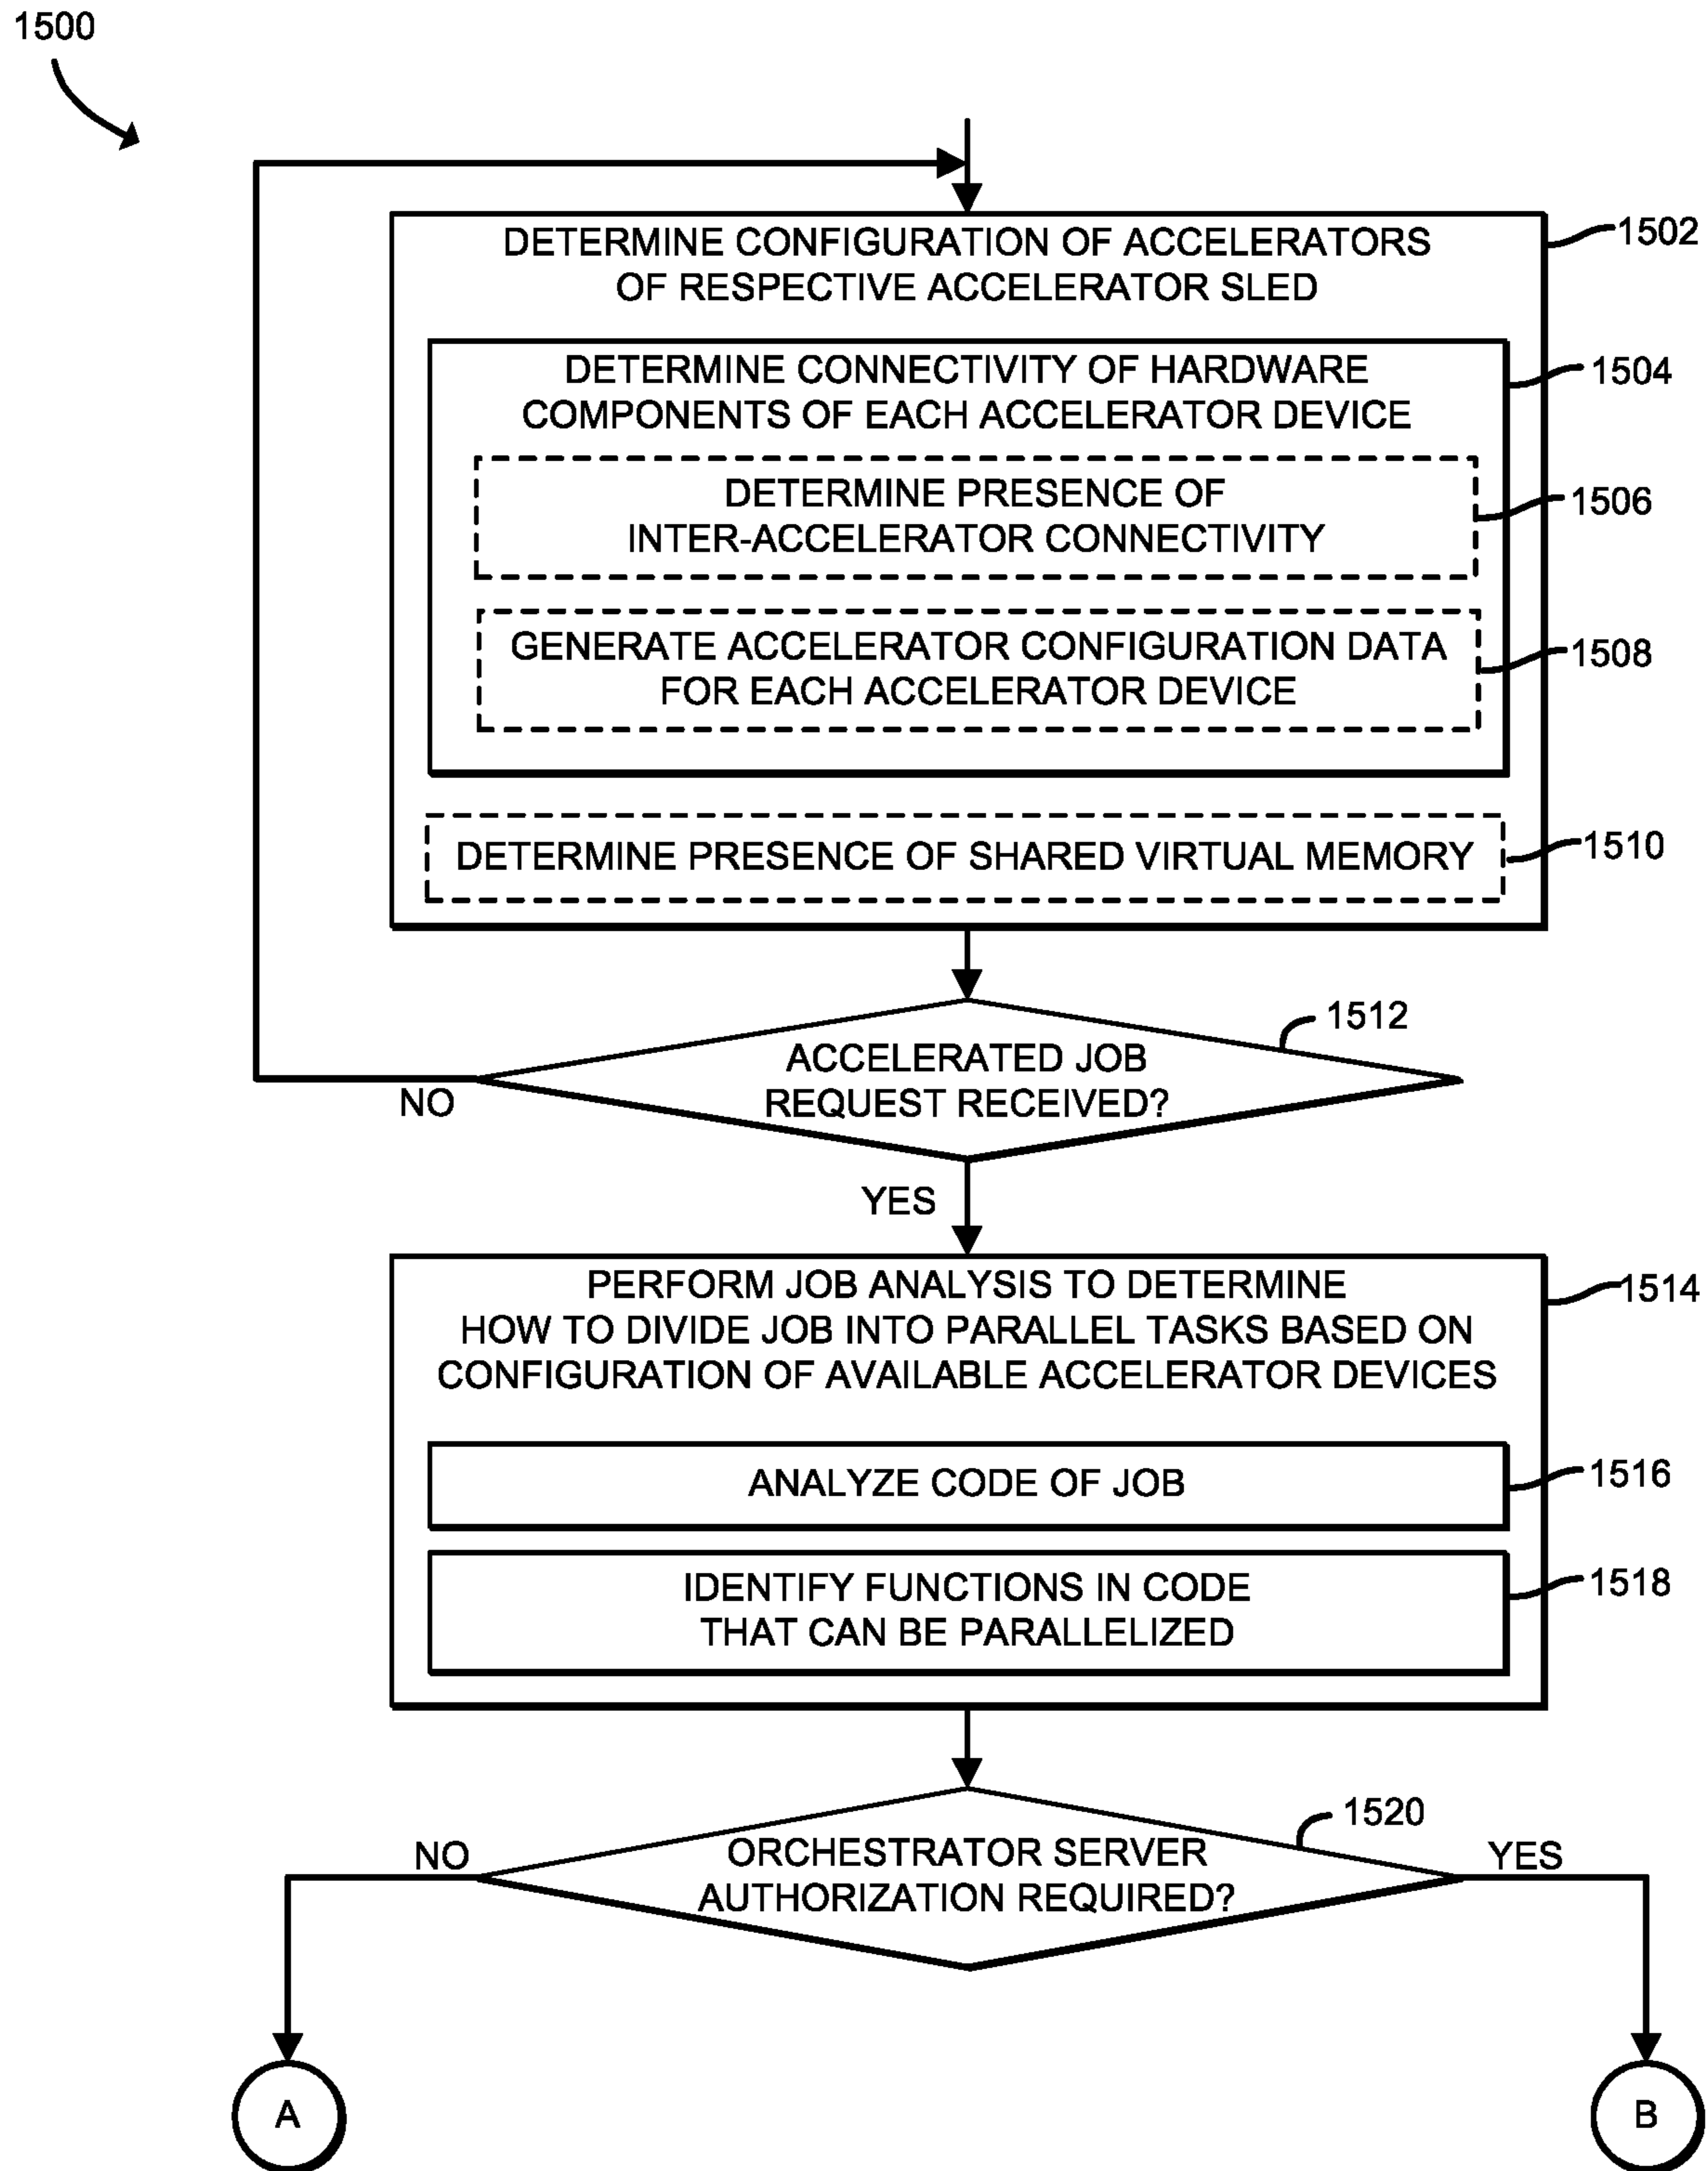 1500
DETERMINE CONFIGURATION OF ACCELERATORS
OF RESPECTIVE ACCELERATOR SLED
1502
DETERMINE CONNECTIVITY OF HARDWARE
COMPONENTS OF EACH ACCELERATOR DEVICE
1504
DETERMINE PRESENCE OF
INTER-ACCELERATOR CONNECTIVITY
1506
GENERATE ACCELERATOR CONFIGURATION DATA
FOR EACH ACCELERATOR DEVICE
1508
DETERMINE PRESENCE OF SHARED VIRTUAL MEMORY
1510
1512
ACCELERATED JOB
REQUEST RECEIVED?
NO
YES
PERFORM JOB ANALYSIS TO DETERMINE
HOW TO DIVIDE JOB INTO PARALLEL TASKS BASED ON
CONFIGURATION OF AVAILABLE ACCELERATOR DEVICES
1514
ANALYZE CODE OF JOB
1516
IDENTIFY FUNCTIONS IN CODE
THAT CAN BE PARALLELIZED
1518
1520
ORCHESTRATOR SERVER
AUTHORIZATION REQUIRED?
NO
YES
A
B